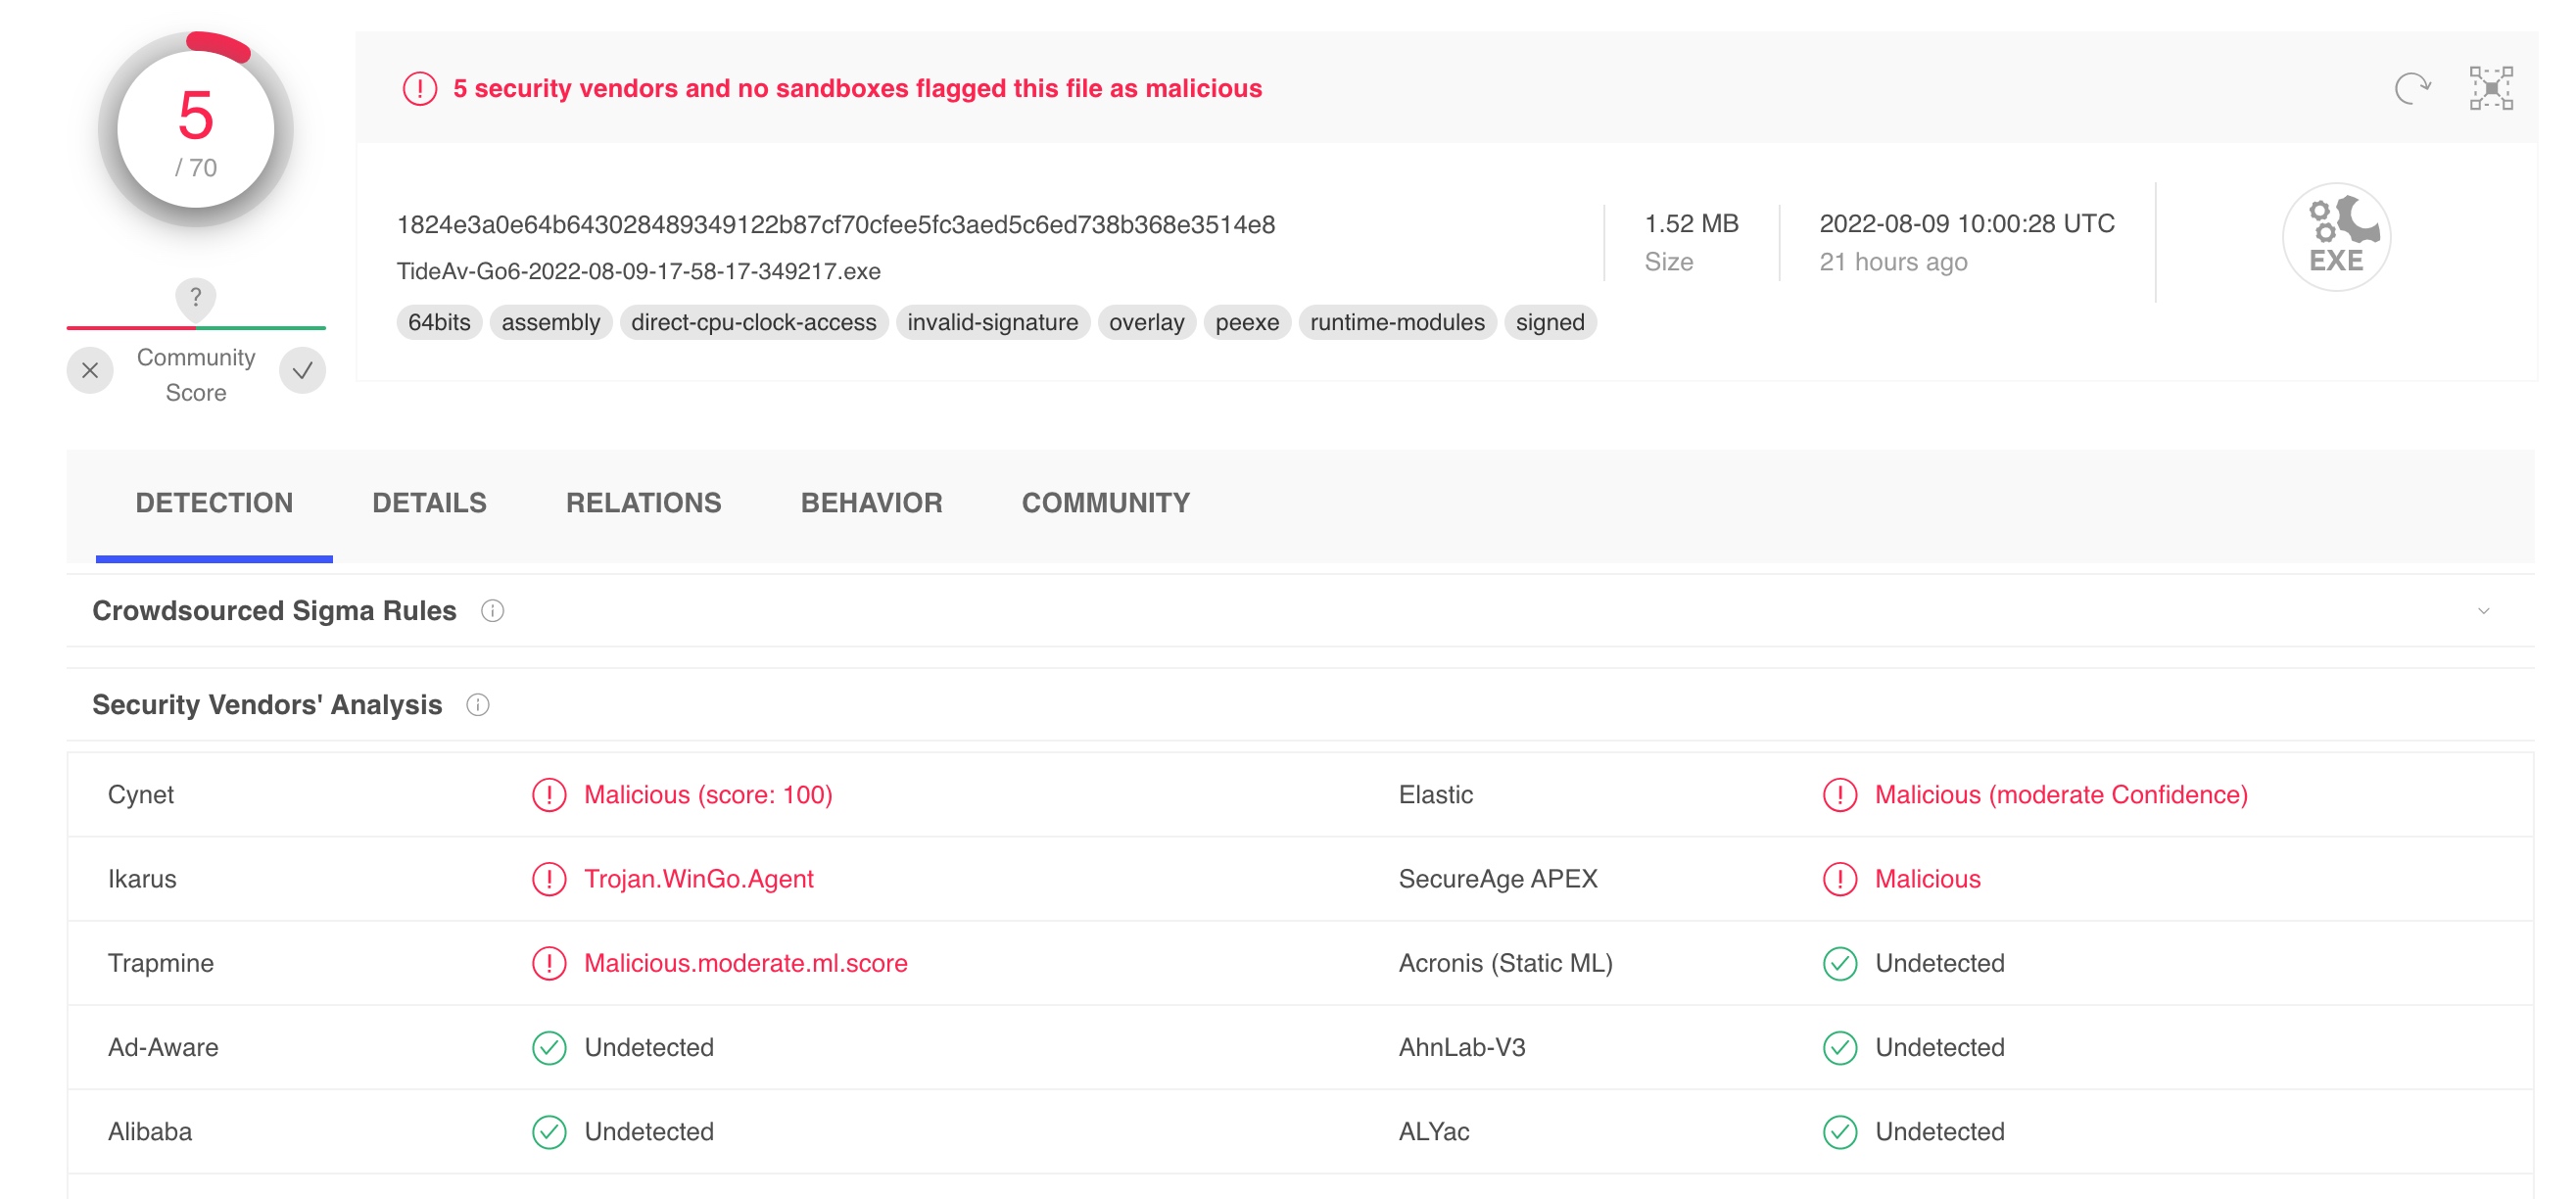 5
/ 70
?
Community
Score
5 security vendors and no sandboxes flagged this file as malicious
1824e3a0e64b643028489349122b87cf70cfee5fc3aed5c6ed738b368e3514e8
TideAv-Go6-2022-08-09-17-58-17-349217.exe
64bits assembly direct-cpu-clock-access invalid-signature overlay peexe runtime-modules signed
1.52 MB
Size
2022-08-09 10:00:28 UTC
21 hours ago
EXE
DETECTION DETAILS RELATIONS BEHAVIOR COMMUNITY
Crowdsourced Sigma Rules
Security Vendors' Analysis
Cynet Malicious (score: 100) Elastic Malicious (moderate Confidence)
Ikarus Trojan.WinGo.Agent SecureAge APEX Malicious
Trapmine Malicious.moderate.ml.score Acronis (Static ML) Undetected
Ad-Aware Undetected AhnLab-V3 Undetected
Alibaba Undetected ALYac Undetected